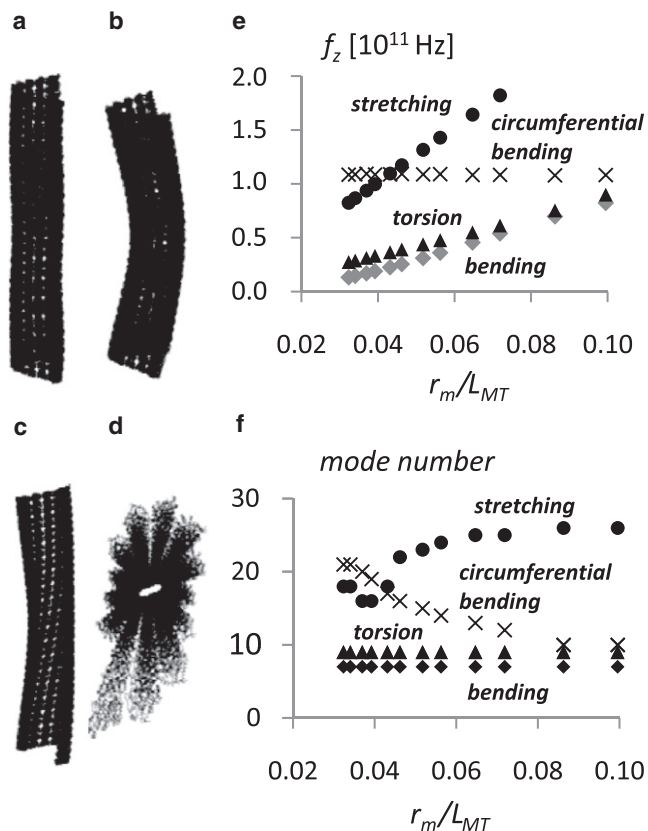 a
b
e
f_z [10^11 Hz]
2.0
stretching
1.5
circumferential
bending
1.0
torsion
0.5
bending
0.0
0.02 0.04 0.06 0.08 0.10
r_m/L_MT
c
d
f
mode number
30
stretching
20
circumferential
bending
torsion
10
bending
0
0.02 0.04 0.06 0.08 0.10
r_m/L_MT